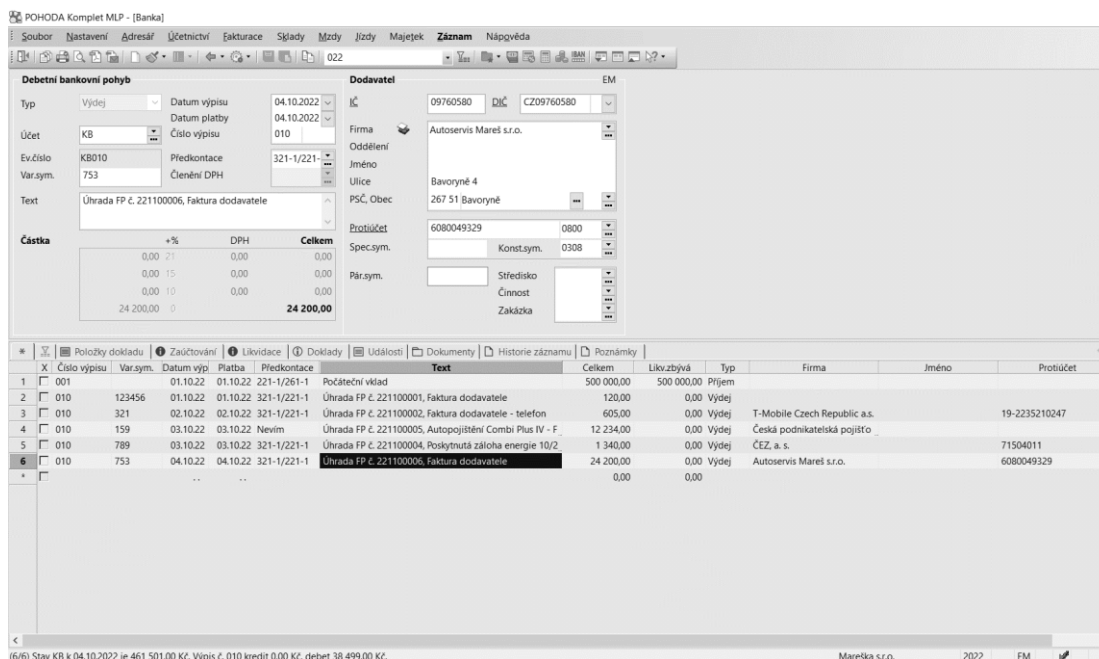 POHODA Komplet MLP - [Banka]
Soubor Nastavení Adresář Účetnictví Fakturace Sklady Mzdy Jízdy Majetek Záznam Nápověda
022
Debetní bankovní pohyb
Typ Výdej Datum výpisu 04.10.2022
Datum platby 04.10.2022
Účet KB Číslo výpisu 010
Ev.číslo KB010 Předkontace 321-1/221-
Var.sym. 753 Členění DPH
Text Úhrada FP č. 221100006, Faktura dodavatele
Částka +% DPH Celkem
0,00 21 0,00 0,00
0,00 15 0,00 0,00
0,00 10 0,00 0,00
24 200,00 0 24 200,00
Dodavatel EM
IČ 09760580 DIČ CZ09760580
Firma Autoservis Mareš s.r.o.
Oddělení
Jméno
Ulice Bavoryně 4
PSČ, Obec 267 51 Bavoryně
Protiúčet 6080049329 0800
Spec.sym. Konst.sym. 0308
Pár.sym. Středisko
Činnost
Zakázka
Položky dokladu Zaúčtování Likvidace Doklady Události Dokumenty Historie záznamu Poznámky
X Číslo výpisu Var.sym. Datum výp Platba Předkontace Text Celkem Likv.zbývá Typ Firma Jméno Protiúčet
1 001 01.10.22 01.10.22 221-1/261-1 Počáteční vklad 500 000,00 500 000,00 Příjem
2 010 123456 01.10.22 01.10.22 321-1/221-1 Úhrada FP č. 221100001, Faktura dodavatele 120,00 0,00 Výdej
3 010 321 02.10.22 02.10.22 321-1/221-1 Úhrada FP č. 221100002, Faktura dodavatele - telefon 605,00 0,00 Výdej T-Mobile Czech Republic a.s. 19-2235210247
4 010 159 03.10.22 03.10.22 Nevím Úhrada FP č. 221100005, Autopojištění Combi Plus IV - F 12 234,00 0,00 Výdej Česká podnikatelská pojišťo
5 010 789 03.10.22 03.10.22 321-1/221-1 Úhrada FP č. 221100004, Poskytnutá záloha energie 10/2 1 340,00 0,00 Výdej ČEZ, a. s. 71504011
6 010 753 04.10.22 04.10.22 321-1/221-1 Úhrada FP č. 221100006, Faktura dodavatele 24 200,00 0,00 Výdej Autoservis Mareš s.r.o. 6080049329
* . . . . 0,00 0,00
(6/6) Stav KB k 04.10.2022 je 461 501,00 Kč. Výpis č. 010 kredit 0,00 Kč, debet 38 499,00 Kč. Mareška s.r.o. 2022 EM